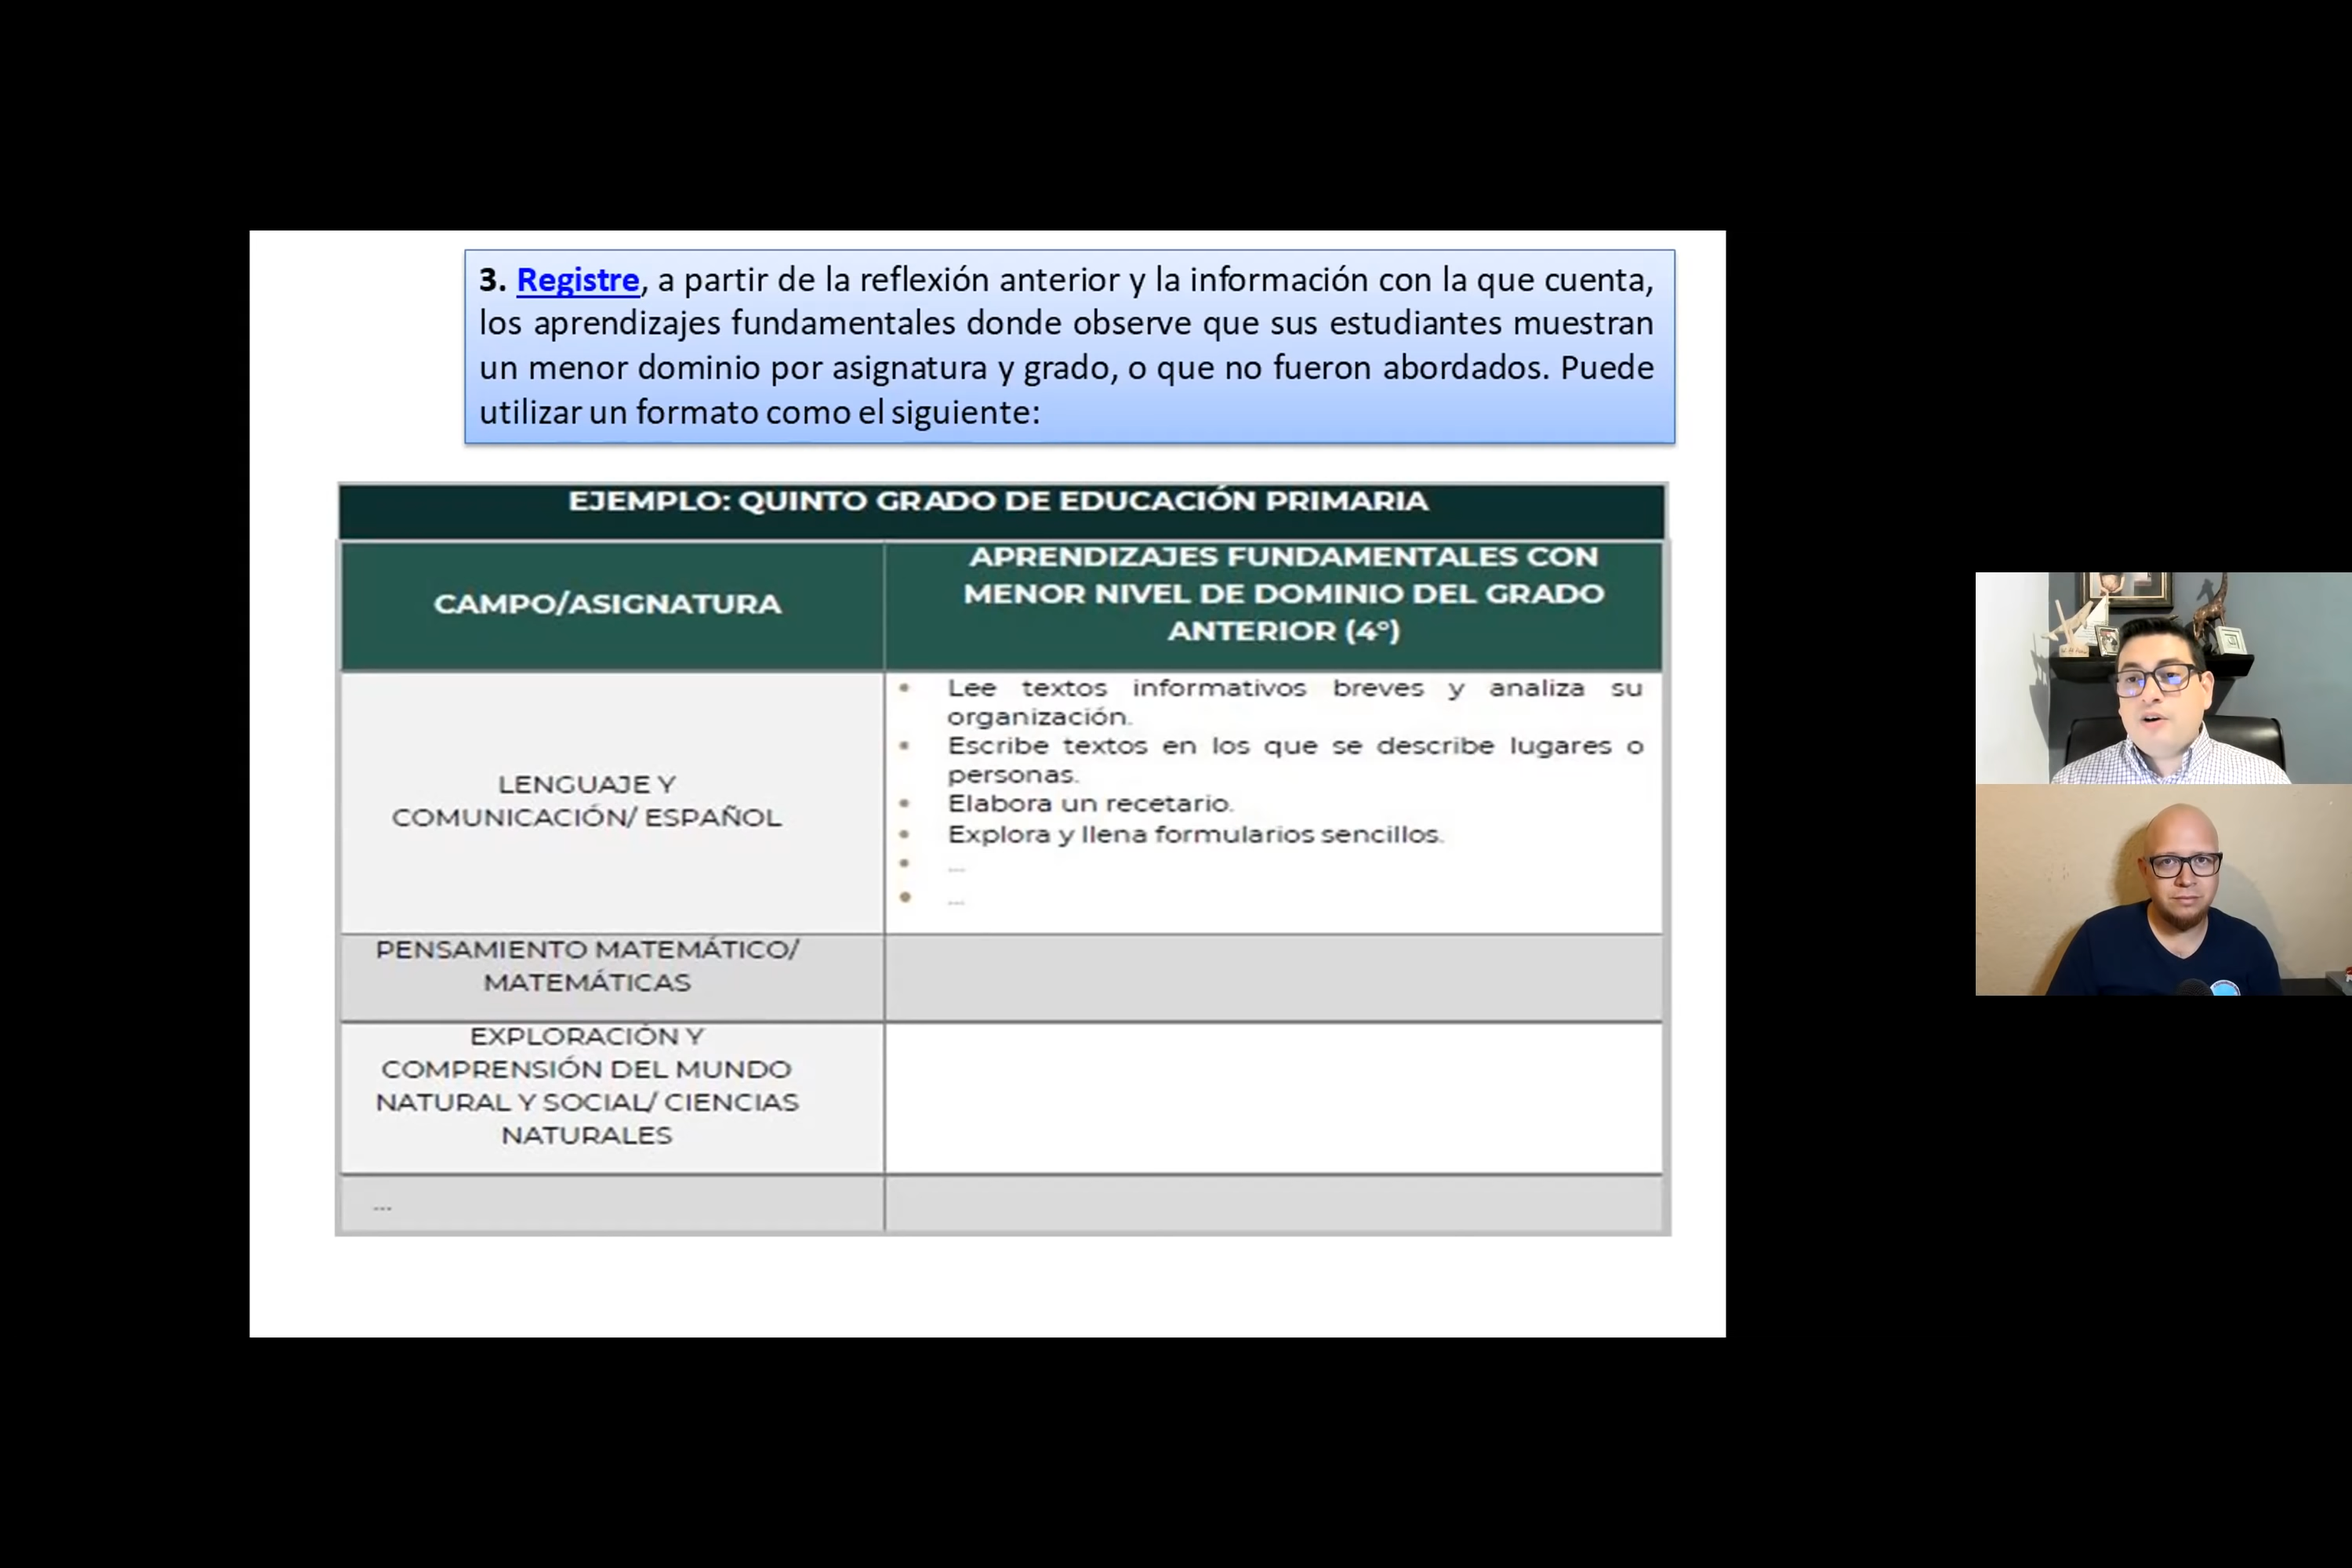 3. Registre, a partir de la reflexión anterior y la información con la que cuenta,
los aprendizajes fundamentales donde observe que sus estudiantes muestran
un menor dominio por asignatura y grado, o que no fueron abordados. Puede
utilizar un formato como el siguiente:
EJEMPLO: QUINTO GRADO DE EDUCACIÓN PRIMARIA
CAMPO/ASIGNATURA
APRENDIZAJES FUNDAMENTALES CON
MENOR NIVEL DE DOMINIO DEL GRADO
ANTERIOR (4°)
LENGUAJE Y
COMUNICACIÓN/ ESPAÑOL
• Lee textos informativos breves y analiza su
organización.
• Escribe textos en los que se describe lugares o
personas.
• Elabora un recetario.
• Explora y llena formularios sencillos.
• ...
• ...
PENSAMIENTO MATEMÁTICO/
MATEMÁTICAS
EXPLORACIÓN Y
COMPRENSIÓN DEL MUNDO
NATURAL Y SOCIAL/ CIENCIAS
NATURALES
...